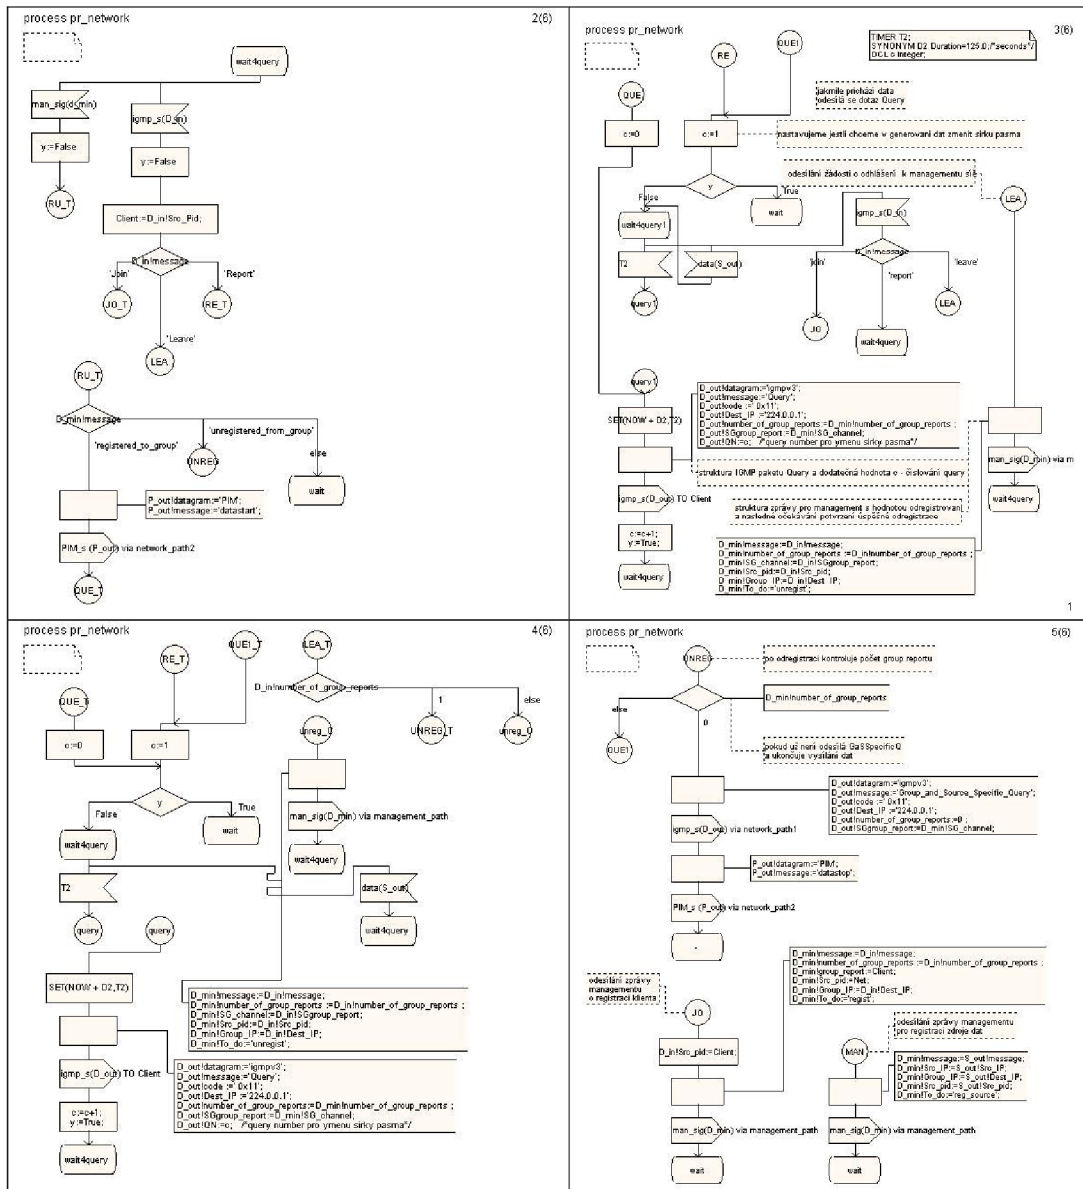 process pr_network
2(6)
wait4query
man_sig(d_min)
igmp_s(D_in)
y:=False
y:=False
RU_T
Client:=D_in!Src_Pid;
D_in!message
'Join'
'Report'
JO_T
RE_T
'Leave'
LEA
RU_T
D_min!message
'registered_to_group'
'unregistered_from_group'
else
UNREG
wait
P_out!datagram:='PIM';
P_out!message:='datastart';
PIM_s (P_out) via network_path2
QUE_T
process pr_network
3(6)
TIMER T2;
SYNONYM D2 Duration=125.0;/*seconds*/
DCL c Integer;
RE
QUE1
QUE
jakmile prichází data
odesílá se dotaz Query
c:=0
c:=1
nastavujeme jestli chceme v generovani dat zmenit sirku pasma
y
odesílání žádosti o odhlášení k managementu sítě
False
True
LEA
wait4query1
wait
igmp_s(D_in)
T2
data(S_out)
D_in!message
'join'
'report'
'leave'
query1
JO
LEA
wait4query
query1
D_out!datagram:='igmpv3';
D_out!message:='Query';
D_out!code :=' 0x11';
D_out!Dest_IP :='224.0.0.1';
D_out!number_of_group_reports:=D_min!number_of_group_reports ;
D_out!SGgroup_report:=D_min!SG_channel;
D_out!QN:=c; /*query number pro ymenu sirky pasma*/
SET(NOW + D2,T2)
struktura IGMP paketu Query a dodatečná hodnota c - číslování query
man_sig(D_min) via m
igmp_s(D_out) TO Client
wait4query
struktura zprávy pro management s hodnotou odregistrovaní
a nasledné očekávání potvrzení úspěšné odregistrace
c:=c+1;
y:=True;
wait4query
D_min!message:=D_in!message;
D_min!number_of_group_reports :=D_in!number_of_group_reports ;
D_min!SG_channel:=D_in!SGgroup_report;
D_min!Src_pid:=D_in!Src_pid;
D_min!Group_IP:=D_in!Dest_IP;
D_min!To_do:='unregist';
1
process pr_network
4(6)
RE_T
QUE1_T
LEA_T
D_in!number_of_group_reports
QUE_T
1
else
unreg_0
UNREG_T
unreg_0
c:=0
c:=1
y
False
True
man_sig(D_min) via management_path
wait
wait4query
wait4query
T2
data(S_out)
query
query
wait4query
SET(NOW + D2,T2)
D_min!message:=D_in!message;
D_min!number_of_group_reports :=D_in!number_of_group_reports ;
D_min!SG_channel:=D_in!SGgroup_report;
D_min!Src_pid:=D_in!Src_pid;
D_min!Group_IP:=D_in!Dest_IP;
D_min!To_do:='unregist';
igmp_s(D_out) TO Client
D_out!datagram:='igmpv3';
D_out!message:='Query';
D_out!code :=' 0x11';
D_out!Dest_IP :='224.0.0.1';
D_out!number_of_group_reports:=D_min!number_of_group_reports ;
D_out!SGgroup_report:=D_min!SG_channel;
D_out!QN:=c; /*query number pro ymenu sirky pasma*/
c:=c+1;
y:=True;
wait4query
process pr_network
5(6)
UNREG
po odregistraci kontroluje počet group reportu
D_min!number_of_group_reports
else
0
QUE1
pokud už není odesílá GaSSpecificQ
a ukončuje vysílání dat
D_out!datagram:='igmpv3';
D_out!message:='Group_and_Source_Specific_Query';
D_out!code :=' 0x11';
D_out!Dest_IP :='224.0.0.1';
D_out!number_of_group_reports:=0 ;
D_out!SGgroup_report:=D_min!SG_channel;
igmp_s(D_out) via network_path1
P_out!datagram:='PIM';
P_out!message:='datastop';
PIM_s (P_out) via network_path2
-
D_min!message:=D_in!message;
D_min!number_of_group_reports :=D_in!number_of_group_reports ;
D_min!group_report:=Client;
D_min!Src_pid:=Net;
D_min!Group_IP:=D_in!Dest_IP;
D_min!To_do:='regist';
odesílání zprávy
managementu
o registraci klienta
JO
odesílání zprávy managementu
pro registraci zdroje dat
D_in!Src_pid:=Client;
MAN
D_min!message:=S_out!message;
D_min!Src_IP:=S_out!Src_IP;
D_min!Group_IP:=S_out!Dest_IP;
D_min!Src_pid:=S_out!Src_pid;
D_min!To_do:='reg_source';
man_sig(D_min) via management_path
man_sig(D_min) via management_path
wait
wait